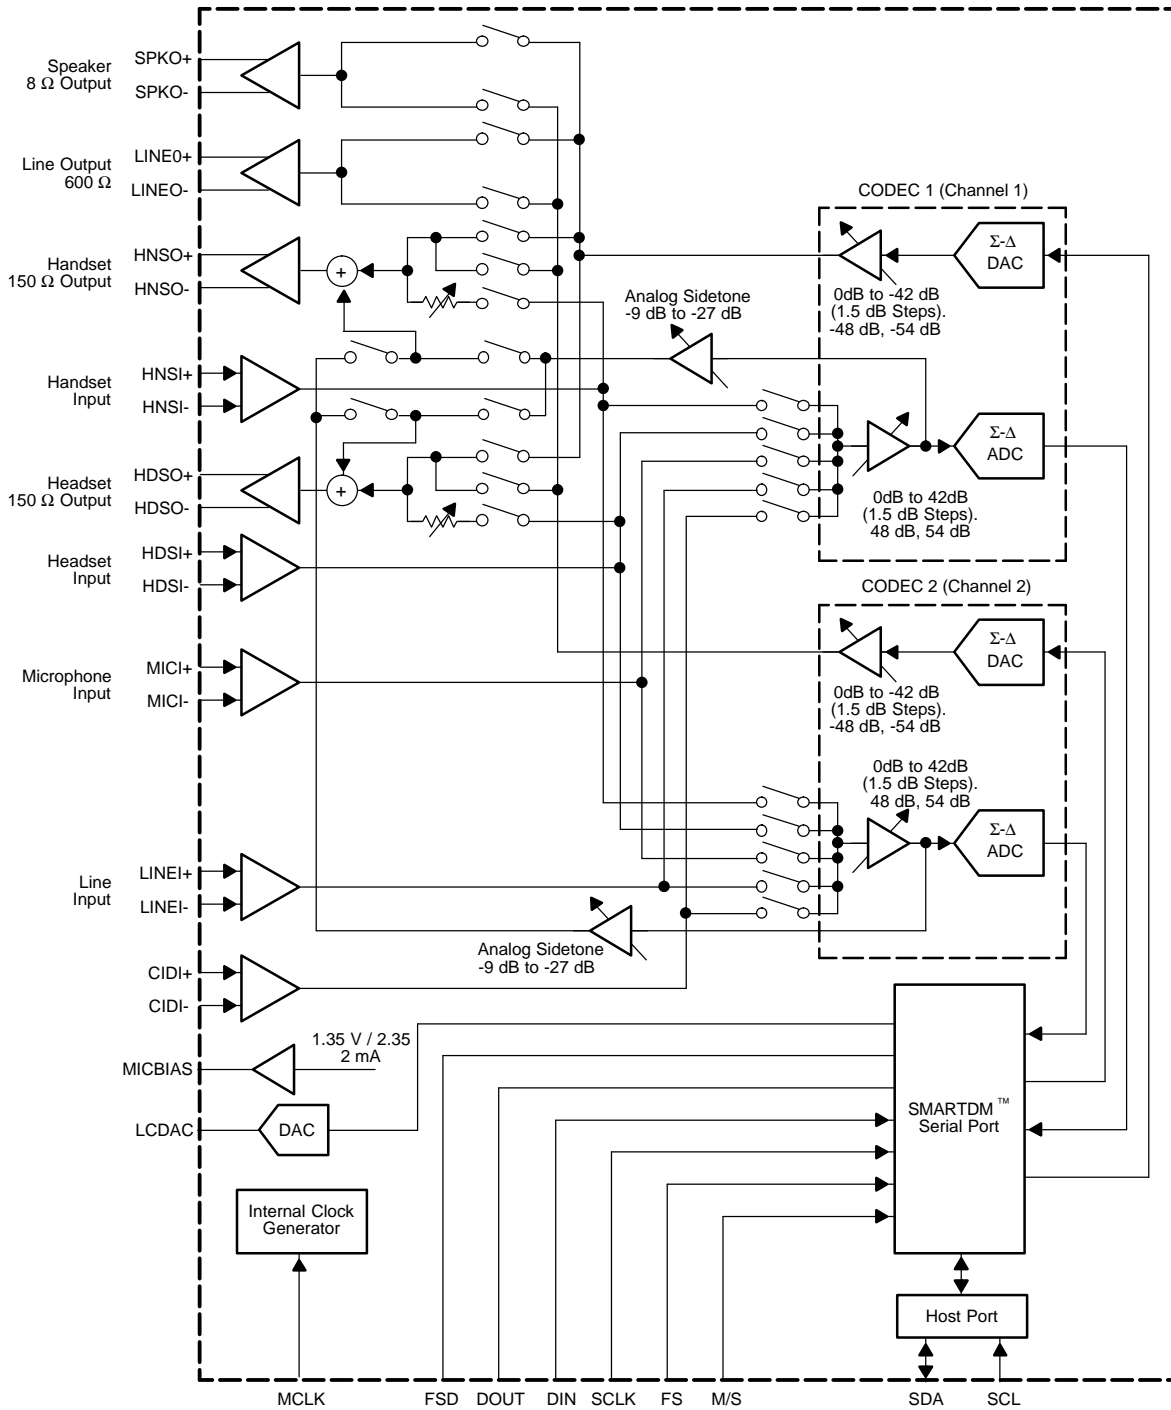 Speaker
8 Ω Output
SPKO+
SPKO-
Line Output
600 Ω
LINE0+
LINEO-
CODEC 1 (Channel 1)
Handset
150 Ω Output
HNSO+
HNSO-
+
Σ-Δ
DAC
0dB to -42 dB
(1.5 dB Steps).
-48 dB, -54 dB
Analog Sidetone
-9 dB to -27 dB
Handset
Input
HNSI+
HNSI-
Σ-Δ
ADC
0dB to 42dB
(1.5 dB Steps).
48 dB, 54 dB
Headset
150 Ω Output
HDSO+
HDSO-
+
Headset
Input
HDSI+
HDSI-
CODEC 2 (Channel 2)
Σ-Δ
DAC
0dB to -42 dB
(1.5 dB Steps).
-48 dB, -54 dB
Microphone
Input
MICI+
MICI-
0dB to 42dB
(1.5 dB Steps).
48 dB, 54 dB
Σ-Δ
ADC
Line
Input
LINEI+
LINEI-
Analog Sidetone
-9 dB to -27 dB
CIDI+
CIDI-
1.35 V / 2.35
2 mA
MICBIAS
LCDAC
DAC
SMARTDM™
Serial Port
Internal Clock
Generator
Host Port
MCLK
FSD
DOUT
DIN
SCLK
FS
M/S
SDA
SCL